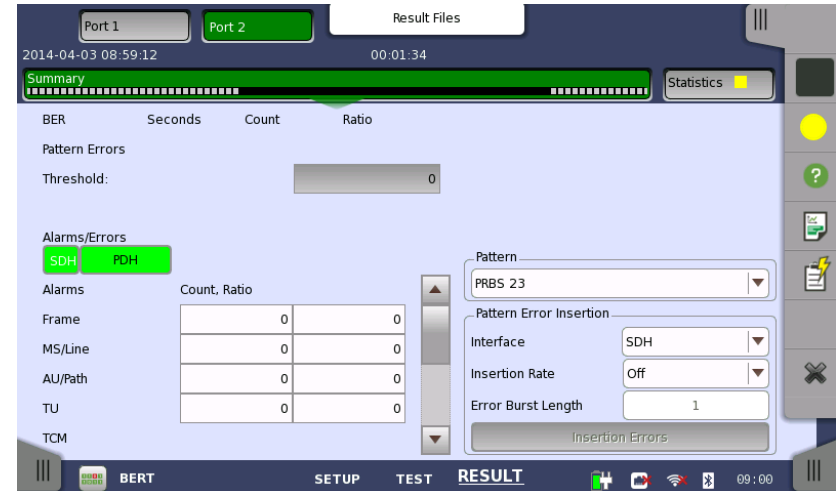 Port 1
Port 2
Result Files
2014-04-03 08:59:12
00:01:34
Summary
Statistics
BER Seconds Count Ratio
Pattern Errors
Threshold: 0
Alarms/Errors
SDH PDH
Alarms Count, Ratio
Frame 0 0
MS/Line 0 0
AU/Path 0 0
TU 0 0
TCM
Pattern
PRBS 23
Pattern Error Insertion
Interface SDH
Insertion Rate Off
Error Burst Length 1
Insertion Errors
?
BERT SETUP TEST RESULT 09:00